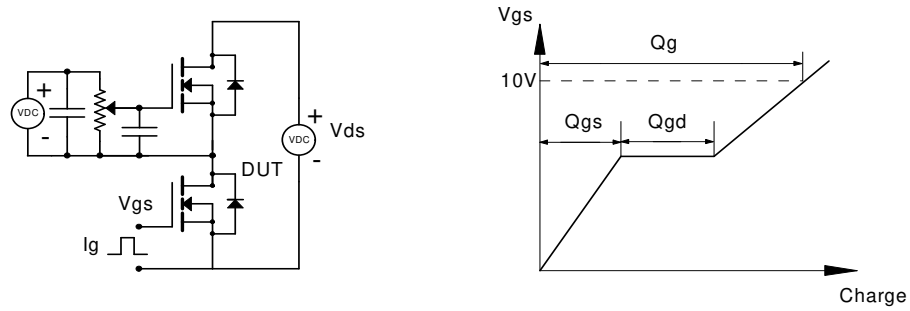 +
VDC
-
+
VDC
-
Vds
DUT
Vgs
Ig
Vgs
10V
Qg
Qgs
Qgd
Charge